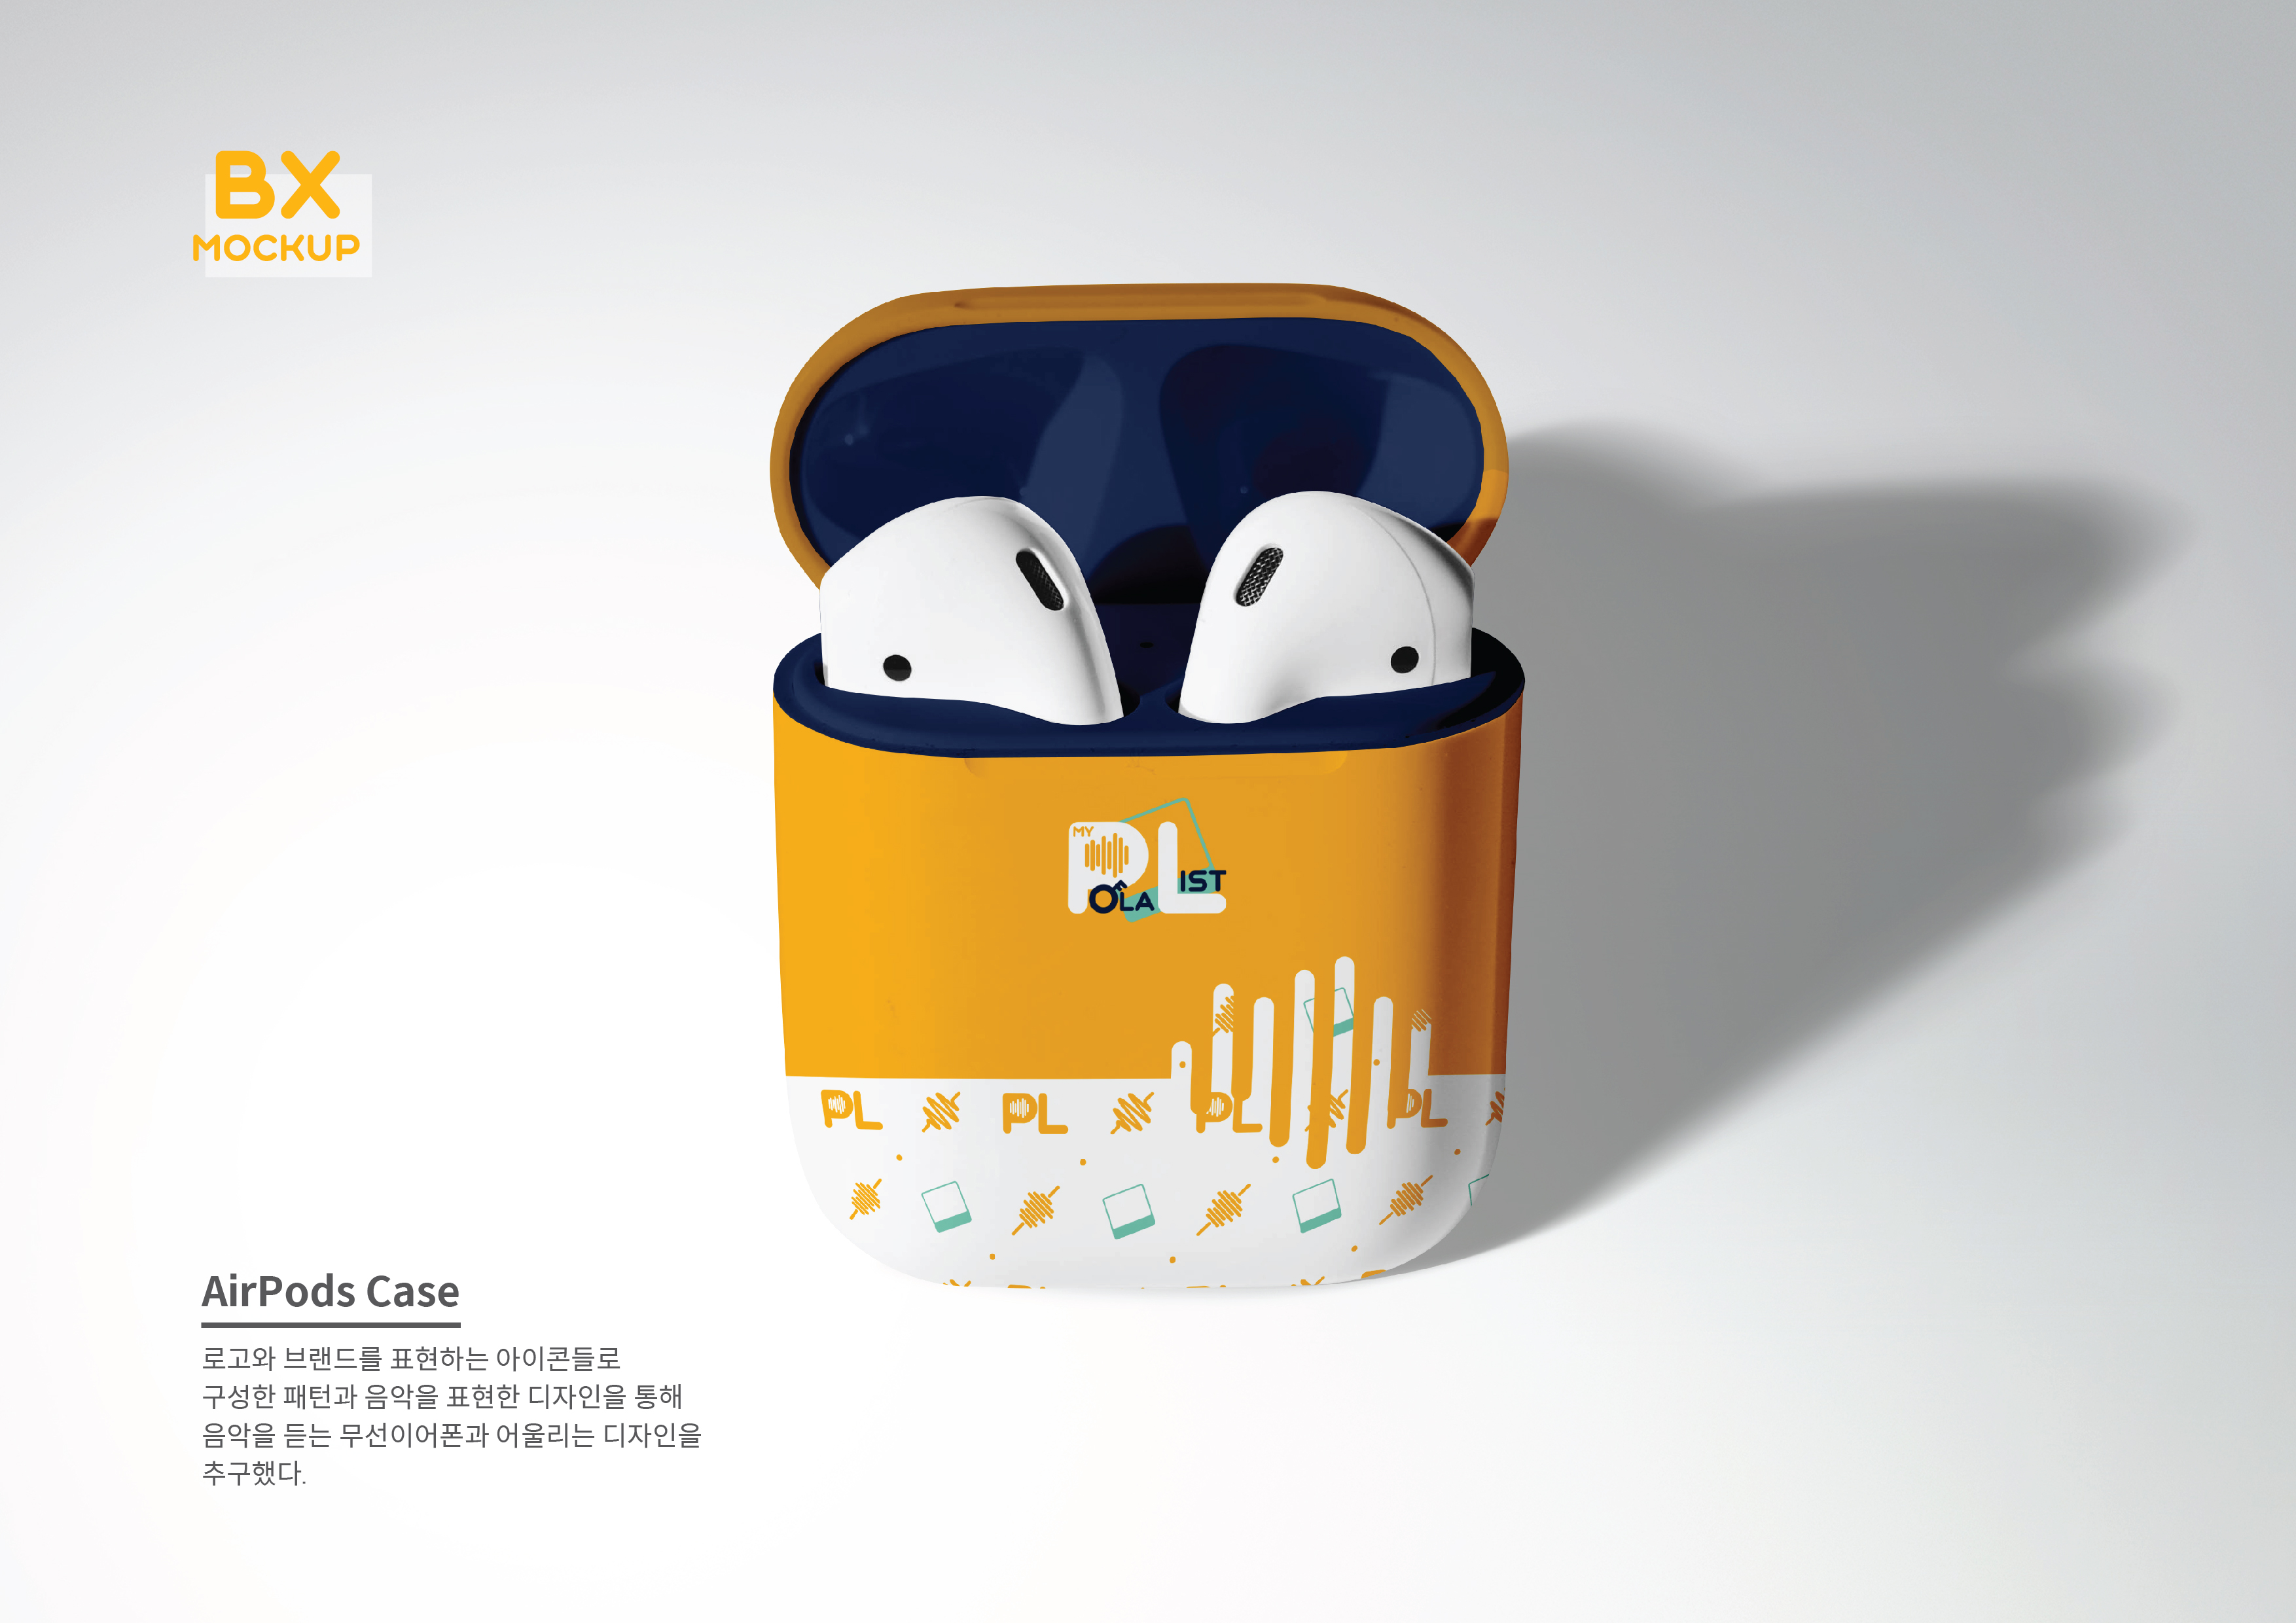 BX
MOCKUP
MY
PL
IST
OLA
PL PL PL PL
AirPods Case
로고와 브랜드를 표현하는 아이콘들로
구성한 패턴과 음악을 표현한 디자인을 통해
음악을 듣는 무선이어폰과 어울리는 디자인을
추구했다.